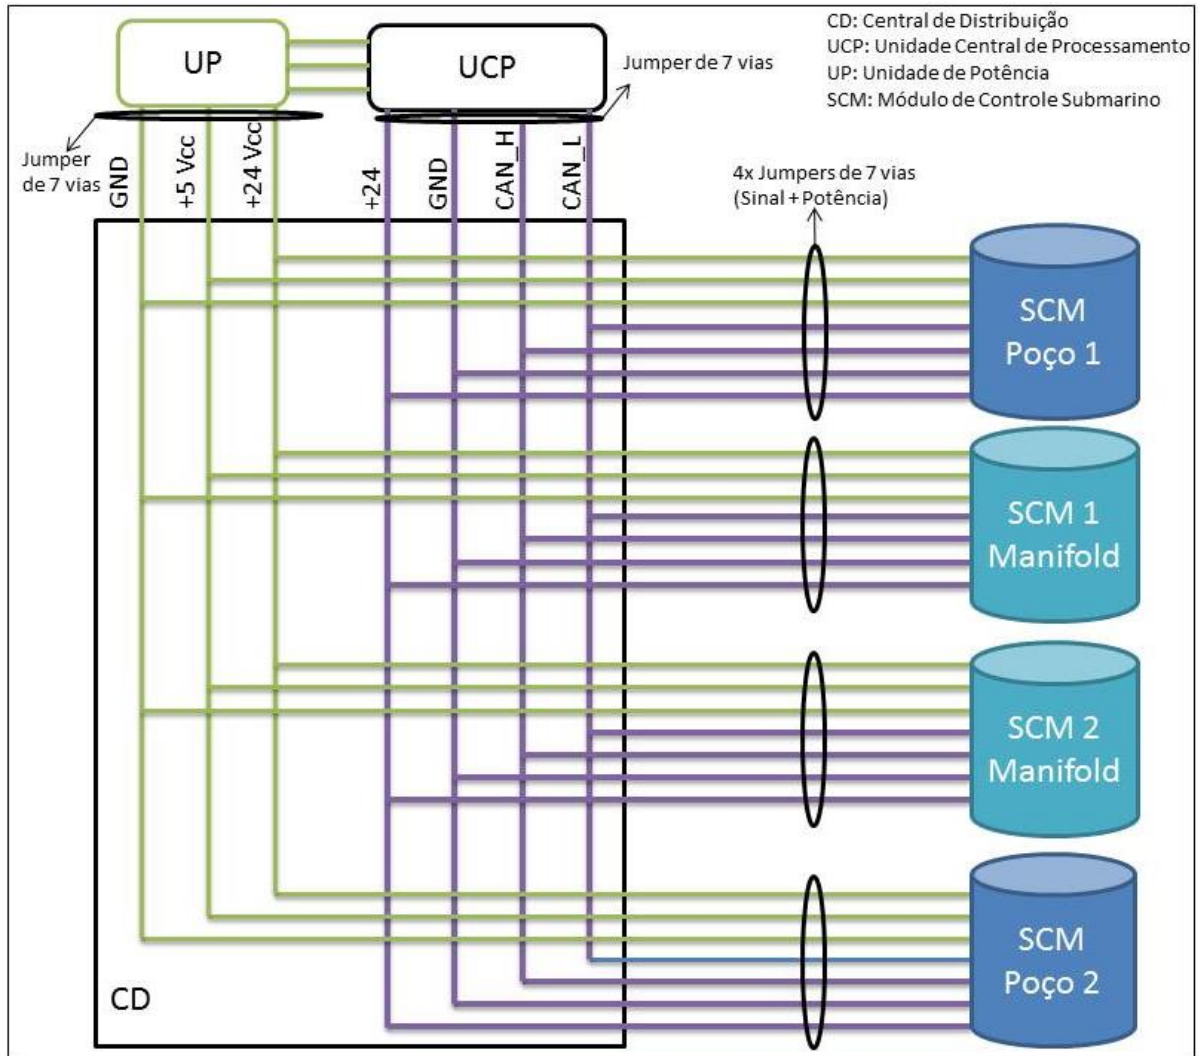 CD: Central de Distribuição
UCP: Unidade Central de Processamento
UP: Unidade de Potência
SCM: Módulo de Controle Submarino
UP
UCP
Jumper de 7 vias
Jumper
de 7 vias
GND
+5 Vcc
+24 Vcc
+24
GND
CAN_H
CAN_L
4x Jumpers de 7 vias
(Sinal + Potência)
SCM
Poço 1
SCM 1
Manifold
SCM 2
Manifold
SCM
Poço 2
CD